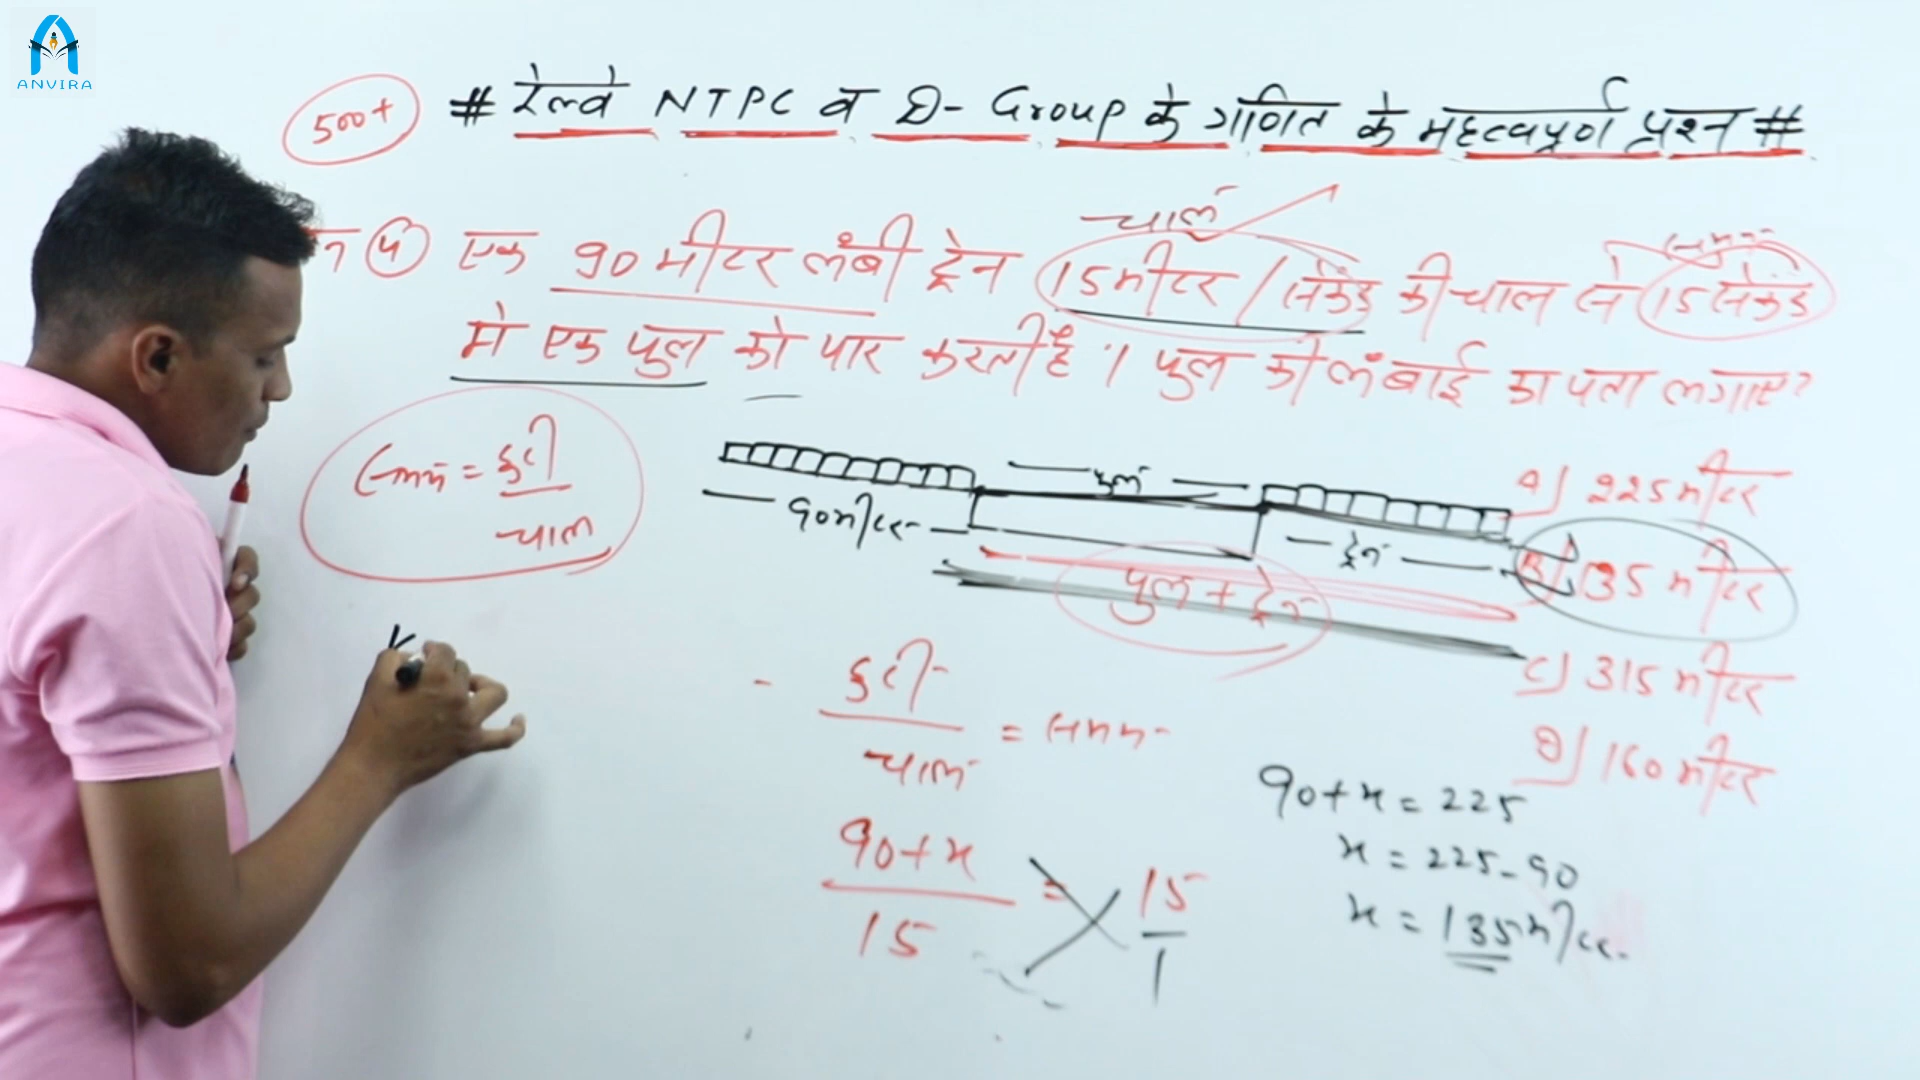 ANVIRA
500+
# रेल्वे NTPC व D- Group के गणित के महत्वपूर्ण प्रश्न #
चाल
समय
न ५ एक 90 मीटर लंबी ट्रेन 15 मीटर / सेकंड की चाल से 15 सेकंड
मे एक पुल को पार करती है । पुल की लंबाई का पता लगाए?
समय = दुरी
चाल
पुल
90 मीटर
ट्रेन
पुल + ट्रेन
A) 225 मीटर
B) 135 मीटर
C) 315 मीटर
D) 160 मीटर
दुरी
चाल
= समय
90+x
15
= 15
1
90+x = 225
x = 225-90
x = 135 मीटर